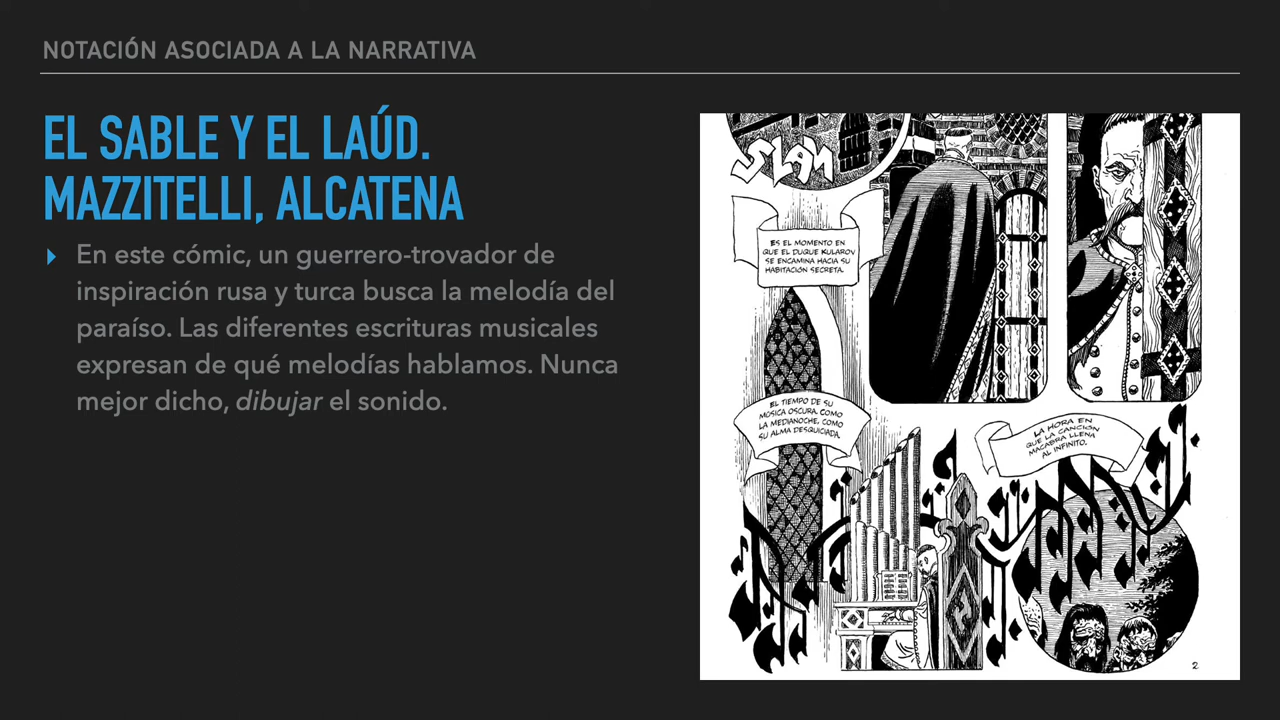 NOTACIÓN ASOCIADA A LA NARRATIVA
EL SABLE Y EL LAÚD.
MAZZITELLI, ALCATENA
En este cómic, un guerrero-trovador de
inspiración rusa y turca busca la melodía del
paraíso. Las diferentes escrituras musicales
expresan de qué melodías hablamos. Nunca
mejor dicho, dibujar el sonido.
SLAM
ES EL MOMENTO EN
QUE EL DUQUE KULAROV
SE ENCAMINA HACIA SU
HABITACIÓN SECRETA.
EL TIEMPO DE SU
MÚSICA OSCURA. COMO
LA MEDIANOCHE, COMO
SU ALMA DESQUICIADA.
LA HORA EN
QUE LA CANCIÓN
MACABRA LLENA
AL INFINITO.
2